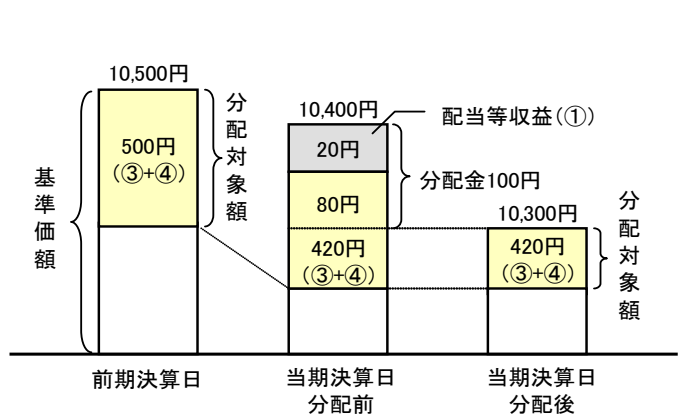 10,500円
500円
(③+④)
分配対象額
基準価額
前期決算日
10,400円
配当等収益(①)
20円
80円
分配金100円
420円
(③+④)
当期決算日
分配前
10,300円
420円
(③+④)
分配対象額
当期決算日
分配後